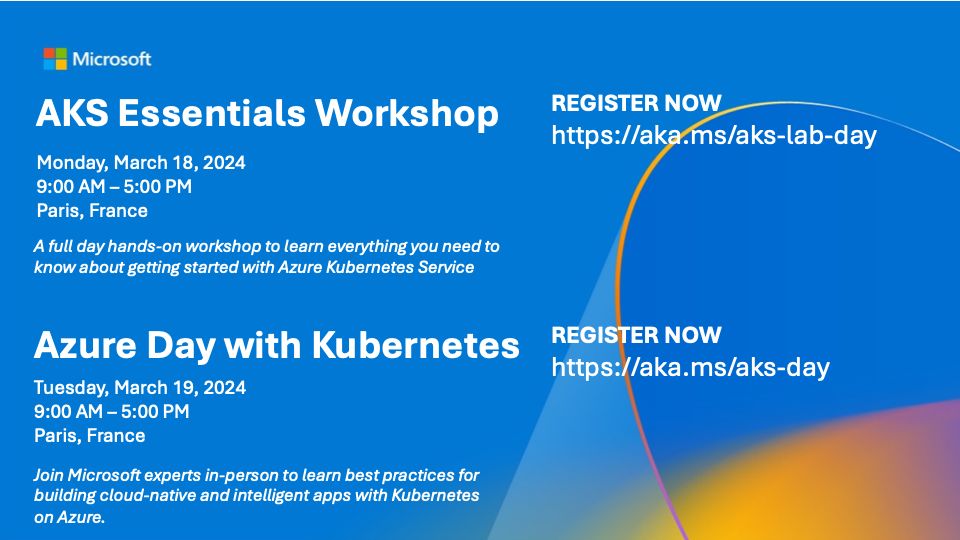 Microsoft
AKS Essentials Workshop
Monday, March 18, 2024
9:00 AM – 5:00 PM
Paris, France
A full day hands-on workshop to learn everything you need to
know about getting started with Azure Kubernetes Service
REGISTER NOW
https://aka.ms/aks-lab-day
Azure Day with Kubernetes
Tuesday, March 19, 2024
9:00 AM – 5:00 PM
Paris, France
Join Microsoft experts in-person to learn best practices for
building cloud-native and intelligent apps with Kubernetes
on Azure.
REGISTER NOW
https://aka.ms/aks-day